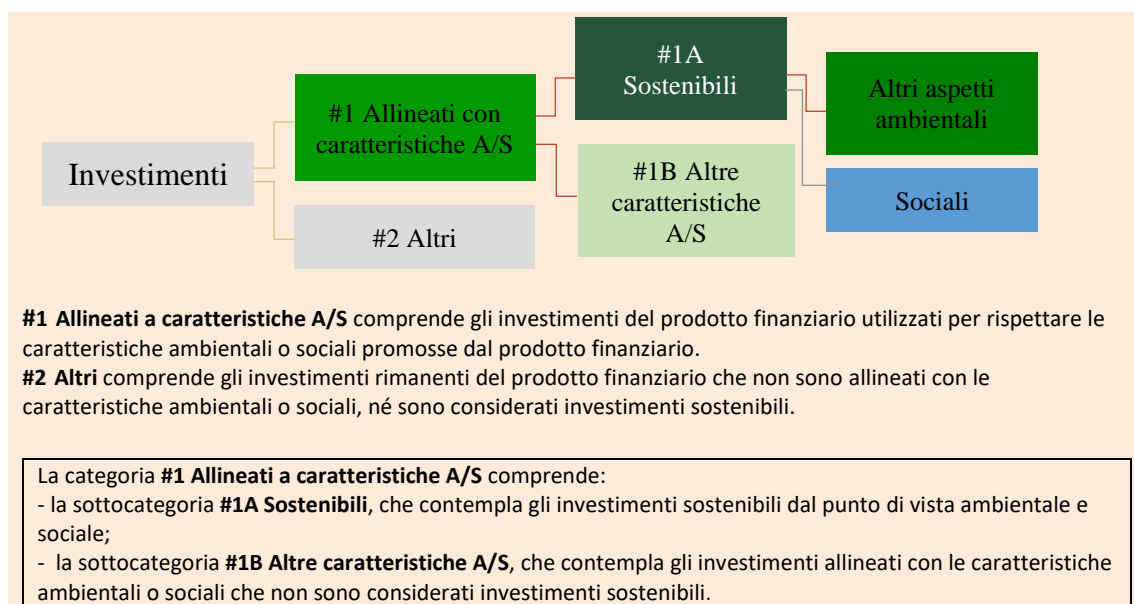 #1A
Sostenibili
Altri aspetti
ambientali
#1 Allineati con
caratteristiche A/S
Investimenti
#1B Altre
caratteristiche
A/S
Sociali
#2 Altri
#1 Allineati a caratteristiche A/S comprende gli investimenti del prodotto finanziario utilizzati per rispettare le
caratteristiche ambientali o sociali promosse dal prodotto finanziario.
#2 Altri comprende gli investimenti rimanenti del prodotto finanziario che non sono allineati con le
caratteristiche ambientali o sociali, né sono considerati investimenti sostenibili.
La categoria #1 Allineati a caratteristiche A/S comprende:
- la sottocategoria #1A Sostenibili, che contempla gli investimenti sostenibili dal punto di vista ambientale e
sociale;
- la sottocategoria #1B Altre caratteristiche A/S, che contempla gli investimenti allineati con le caratteristiche
ambientali o sociali che non sono considerati investimenti sostenibili.